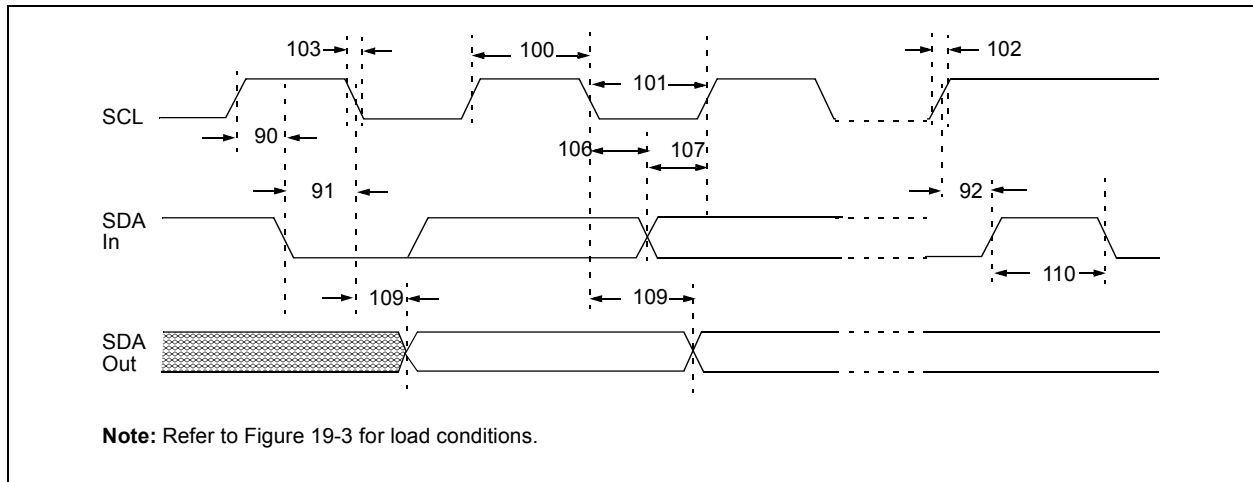 103
100
102
101
SCL
90
106
107
91
92
SDA
In
110
109
109
SDA
Out
Note: Refer to Figure 19-3 for load conditions.